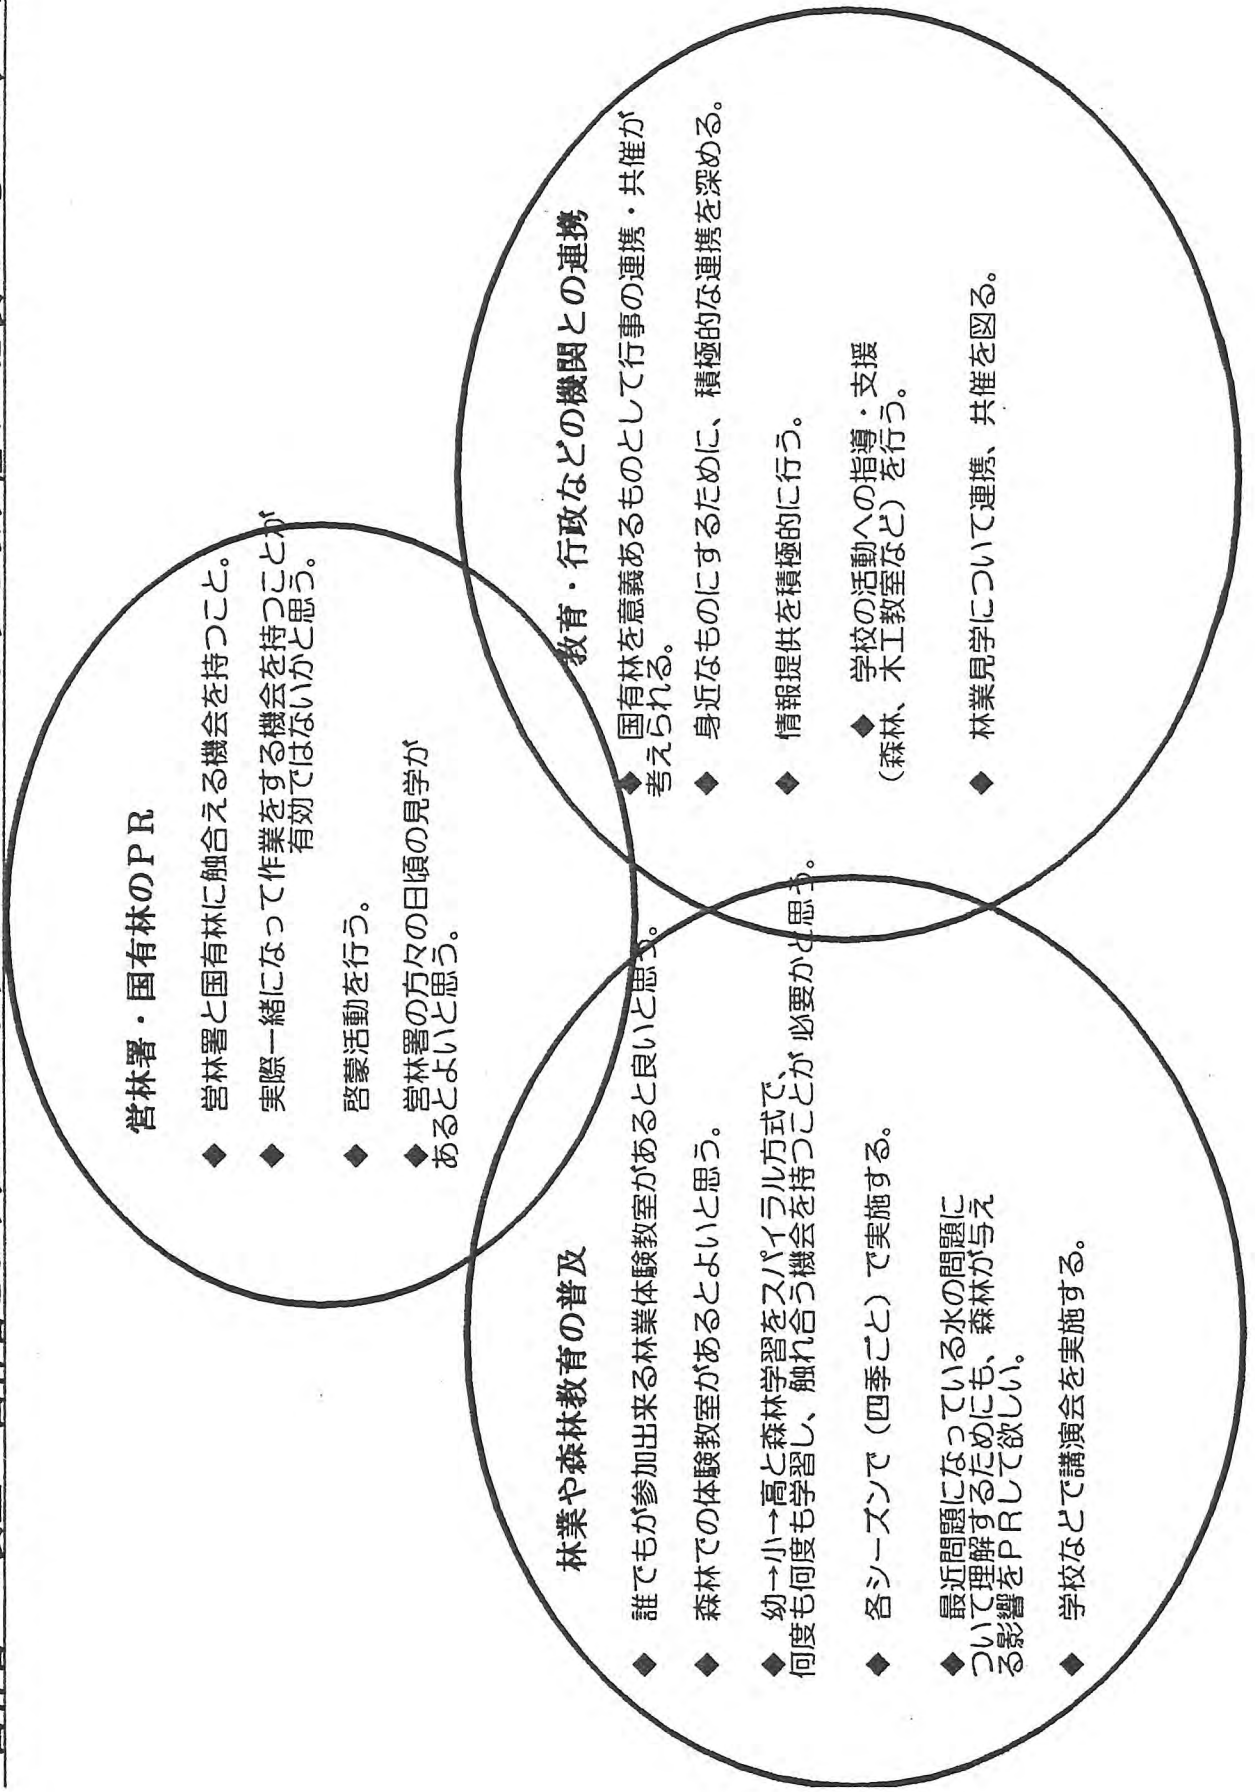 営林署・国有林のPR
◆ 営林署と国有林に触合える機会を持つこと。
◆ 実際一緒になって作業をする機会を持つことが
有効ではないかと思う。
◆ 啓蒙活動を行う。
◆ 営林署の方々の日頃の見学が
あるとよいと思う。
林業や森林教育の普及
◆ 誰でもが参加出来る林業体験教室があると良いと思う。
◆ 森林での体験教室があるとよいと思う。
◆ 幼→小→高と森林学習をスパイラル方式で、
何度も何度も学習し、触れ合う機会を持つことが 必要かと思う。
◆ 各シーズンで(四季ごと)で実施する。
◆ 最近問題になっている水の問題に
ついて理解するためにも、森林が与え
る影響をPRして欲しい。
◆ 学校などで講演会を実施する。
教育・行政などの機関との連携
◆ 国有林を意義あるものとして行事の連携・共催が
考えられる。
◆ 身近なものにするために、積極的な連携を深める。
◆ 情報提供を積極的に行う。
◆ 学校の活動への指導・支援
(森林、木工教室など)を行う。
◆ 林業見学について連携、共催を図る。